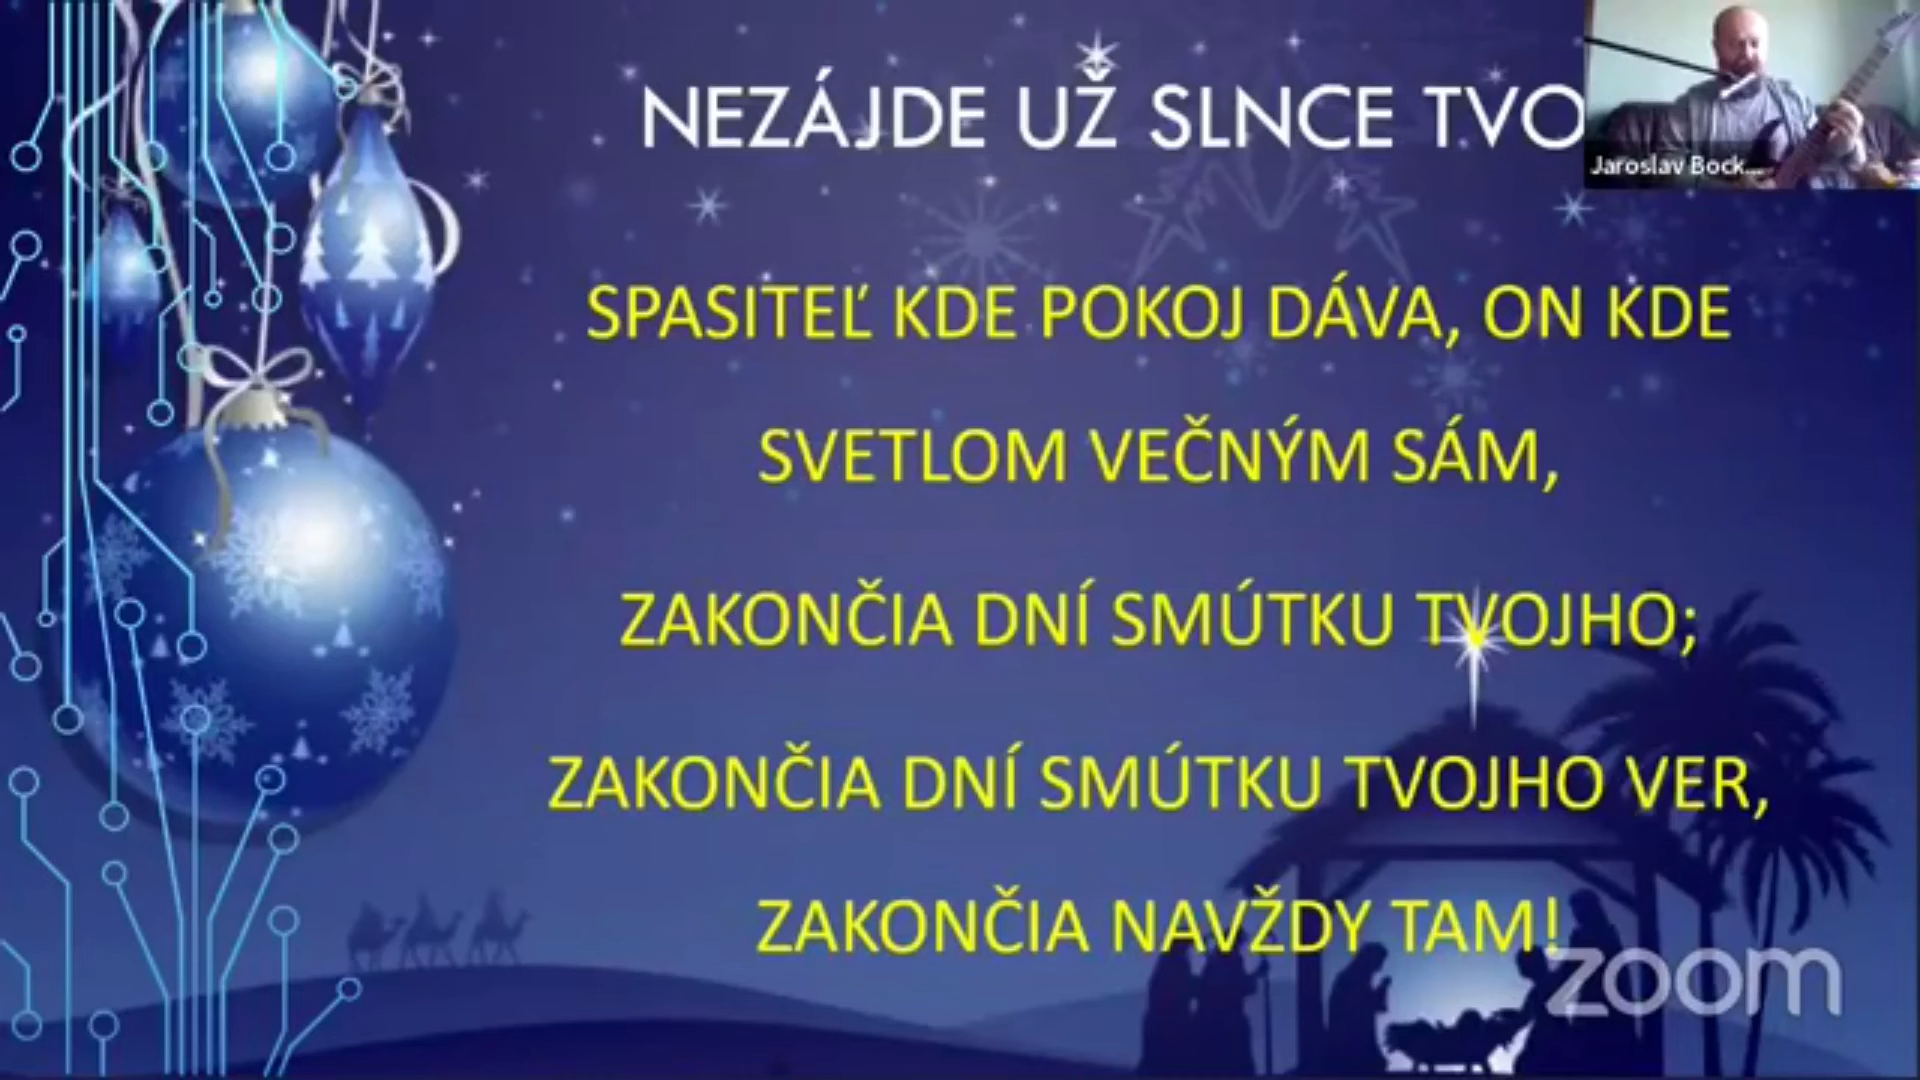 NEZÁJDE UŽ SLNCE TVO
Jaroslav Bock...
SPASITEĽ KDE POKOJ DÁVA, ON KDE
SVETLOM VEČNÝM SÁM,
ZAKONČIA DNÍ SMÚTKU TVOJHO;
ZAKONČIA DNÍ SMÚTKU TVOJHO VER,
ZAKONČIA NAVŽDY TAM!
zoom